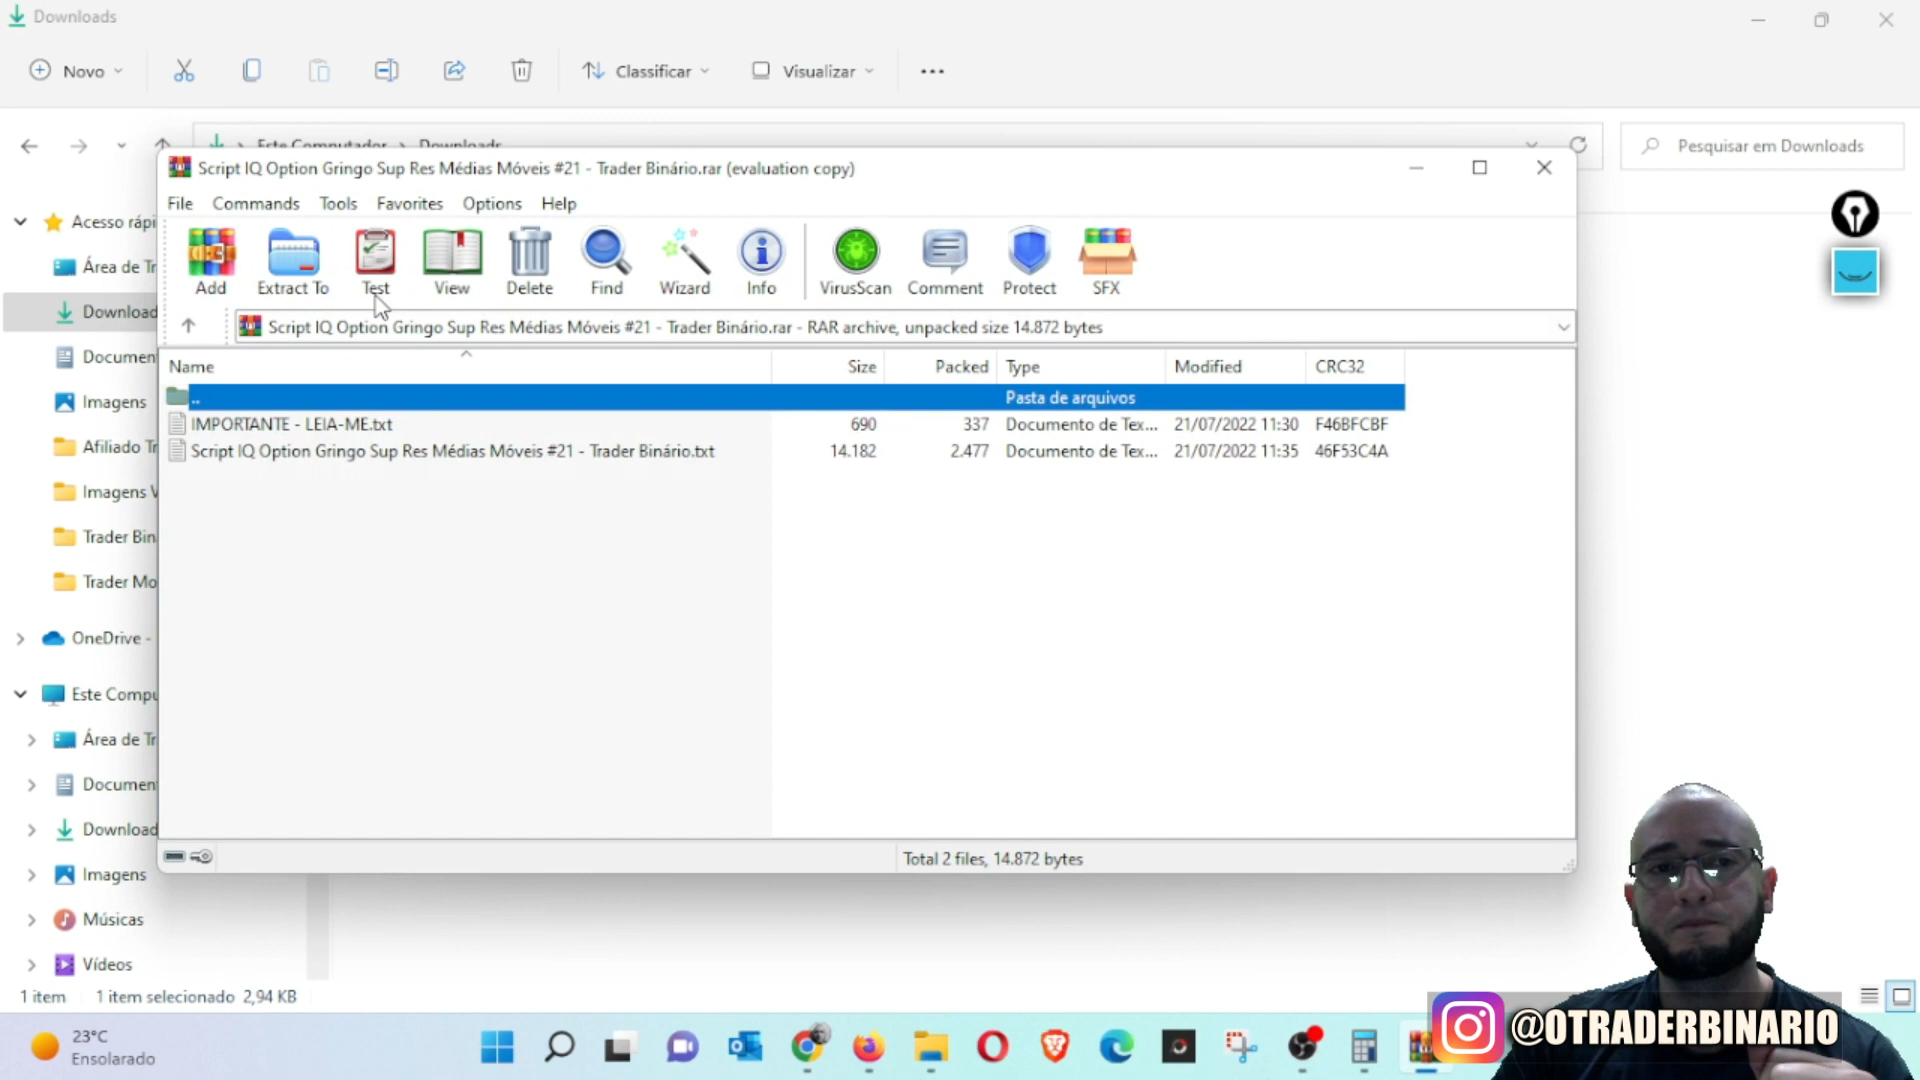 Downloads
Novo
Classificar
Visualizar
Este Computador > Downloads
Pesquisar em Downloads
Script IQ Option Gringo Sup Res Médias Móveis #21 - Trader Binário.rar (evaluation copy)
File Commands Tools Favorites Options Help
Add Extract To Test View Delete Find Wizard Info VirusScan Comment Protect SFX
Script IQ Option Gringo Sup Res Médias Móveis #21 - Trader Binário.rar - RAR archive, unpacked size 14.872 bytes
Name Size Packed Type Modified CRC32
.. Pasta de arquivos
IMPORTANTE - LEIA-ME.txt 690 337 Documento de Tex... 21/07/2022 11:30 F46BFCBF
Script IQ Option Gringo Sup Res Médias Móveis #21 - Trader Binário.txt 14.182 2.477 Documento de Tex... 21/07/2022 11:35 46F53C4A
Total 2 files, 14.872 bytes
Acesso rápi
Área de Tr
Download
Documen
Imagens
Afiliado Tr
Imagens V
Trader Bin
Trader Mo
OneDrive -
Este Compu
Área de Tr
Documen
Download
Imagens
Músicas
Vídeos
1 item 1 item selecionado 2,94 KB
23°C
Ensolarado
@OTRADERBINARIO